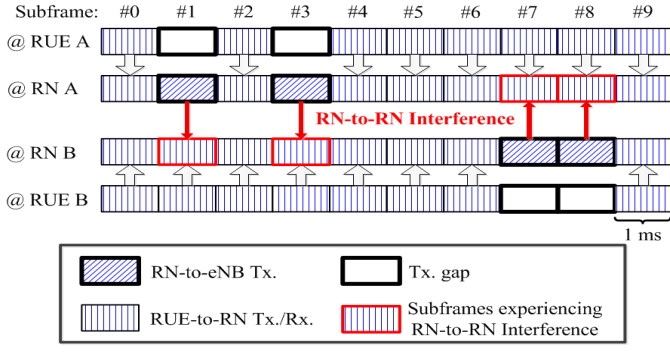 Subframe: #0 #1 #2 #3 #4 #5 #6 #7 #8 #9
@ RUE A
@ RN A
RN-to-RN Interference
@ RN B
@ RUE B
1 ms
RN-to-eNB Tx. Tx. gap
RUE-to-RN Tx./Rx. Subframes experiencing
RN-to-RN Interference